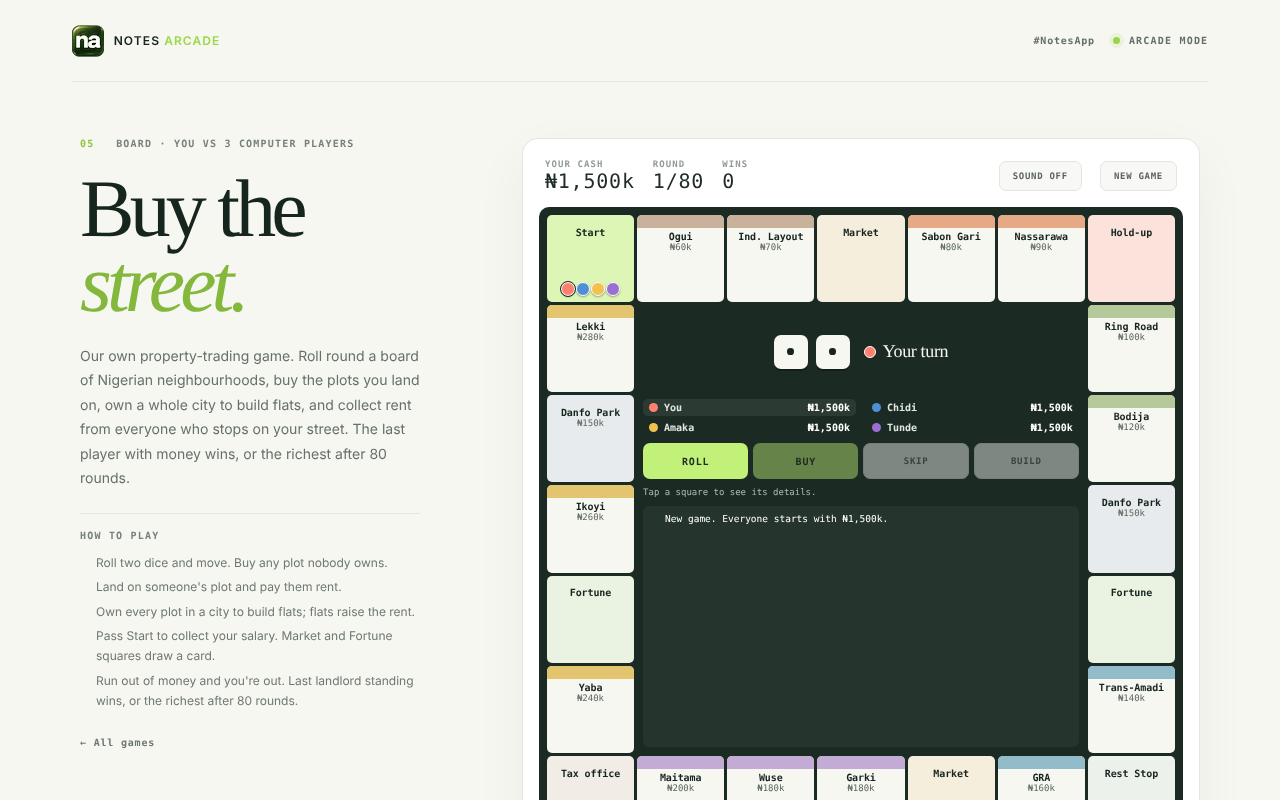 na NOTES ARCADE
#NotesApp ARCADE MODE
05 BOARD · YOU VS 3 COMPUTER PLAYERS
Buy the
street.
Our own property-trading game. Roll round a board
of Nigerian neighbourhoods, buy the plots you land
on, own a whole city to build flats, and collect rent
from everyone who stops on your street. The last
player with money wins, or the richest after 80
rounds.
HOW TO PLAY
Roll two dice and move. Buy any plot nobody owns.
Land on someone's plot and pay them rent.
Own every plot in a city to build flats; flats raise the rent.
Pass Start to collect your salary. Market and Fortune
squares draw a card.
Run out of money and you're out. Last landlord standing
wins, or the richest after 80 rounds.
← All games
YOUR CASH ROUND WINS
₦1,500k 1/80 0
SOUND OFF NEW GAME
Start Ogui Ind. Layout Market Sabon Gari Nassarawa Hold-up
₦60k ₦70k ₦80k ₦90k
Lekki Ring Road
₦280k ₦100k
Your turn
Danfo Park Bodija
₦150k ₦120k
You ₦1,500k Chidi ₦1,500k
Amaka ₦1,500k Tunde ₦1,500k
ROLL BUY SKIP BUILD
Tap a square to see its details.
Ikoyi Danfo Park
₦260k ₦150k
New game. Everyone starts with ₦1,500k.
Fortune Fortune
Yaba Trans-Amadi
₦240k ₦140k
Tax office Maitama Wuse Garki Market GRA Rest Stop
₦200k ₦180k ₦180k ₦160k